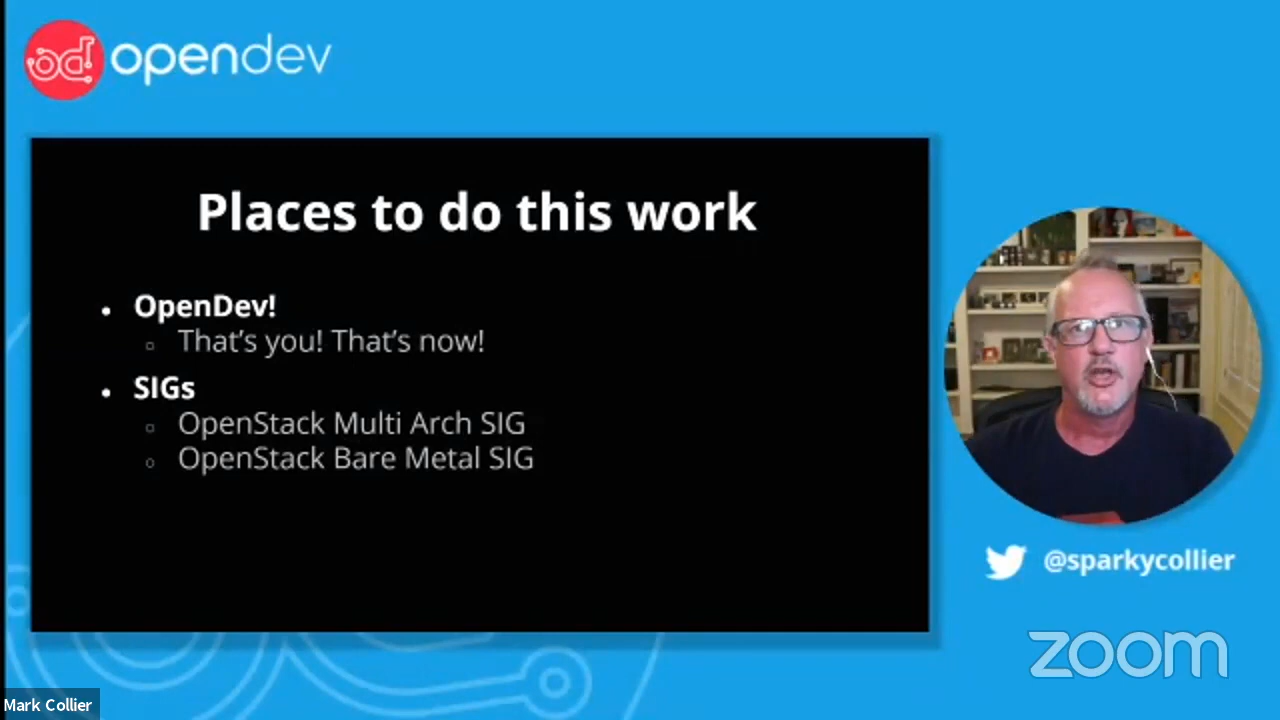 opendev
Places to do this work
• OpenDev!
○ That's you! That's now!
• SIGs
○ OpenStack Multi Arch SIG
○ OpenStack Bare Metal SIG
@sparkycollier
zoom
Mark Collier